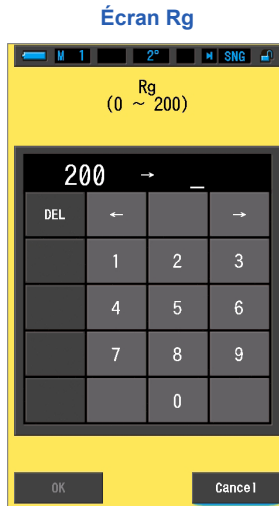 Écran Rg
M 1 2° SNG
Rg
(0 ~ 200)
200 → _
DEL ← →
1 2 3
4 5 6
7 8 9
0
OK Cancel